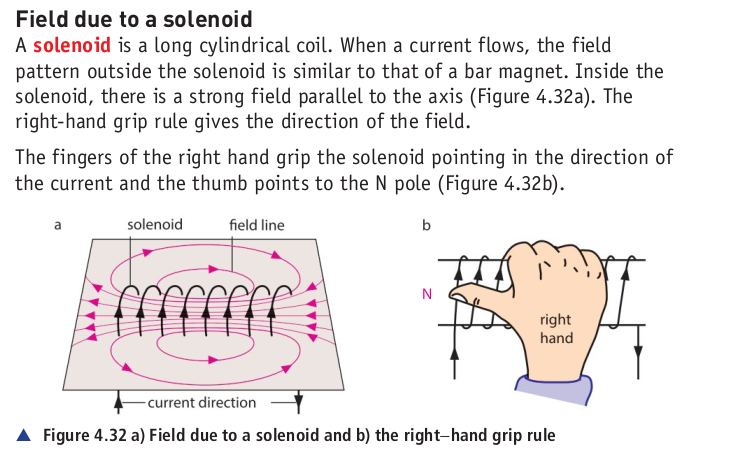 Field due to a solenoid
A solenoid is a long cylindrical coil. When a current flows, the field
pattern outside the solenoid is similar to that of a bar magnet. Inside the
solenoid, there is a strong field parallel to the axis (Figure 4.32a). The
right-hand grip rule gives the direction of the field.
The fingers of the right hand grip the solenoid pointing in the direction of
the current and the thumb points to the N pole (Figure 4.32b).
a
solenoid
field line
current direction
b
N
right
hand
▲ Figure 4.32 a) Field due to a solenoid and b) the right–hand grip rule